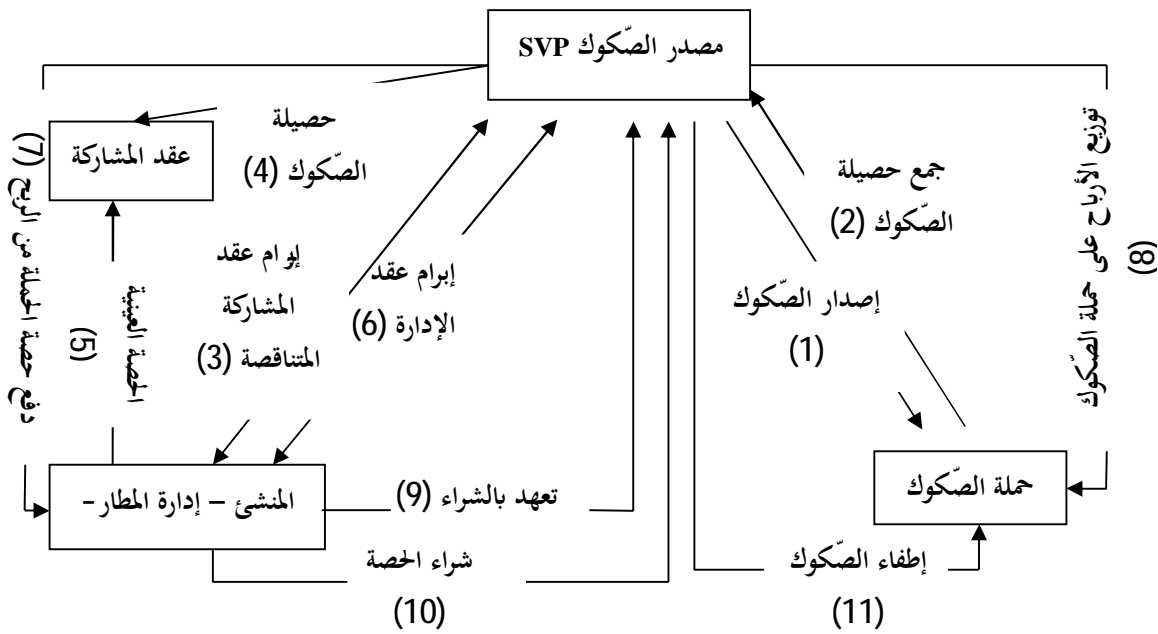 مصدر الصّكوك SVP
حصيلة
الصّكوك (4)
عقد المشاركة
جمع حصيلة
الصّكوك (2)
توزيع الأرباح على حملة الصّكوك
(8)
دفع حصة الحملة من الربح (7)
الحصة العينية
(5)
إبرام عقد
المشاركة
المتناقصة (3)
إبرام عقد
الإدارة (6)
إصدار الصّكوك
(1)
حملة الصّكوك
المنشئ – إدارة المطار-
تعهد بالشراء (9)
شراء الحصة
(10)
إطفاء الصّكوك
(11)